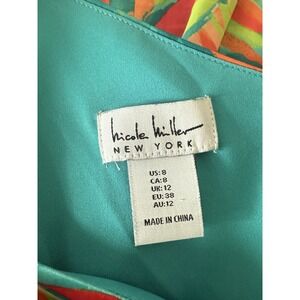 nicole miller
NEW YORK
US: 8
CA: 8
UK: 12
EU: 38
AU: 12
MADE IN CHINA